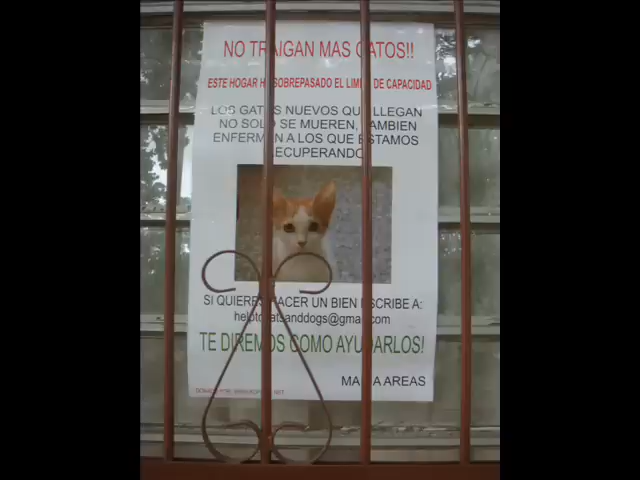 NO TRAIGAN MAS GATOS!!
ESTE HOGAR HA SOBREPASADO EL LIMITE DE CAPACIDAD
LOS GATOS NUEVOS QUE LLEGAN
NO SOLO SE MUEREN, TAMBIEN
ENFERMAN A LOS QUE ESTAMOS
RECUPERANDO
SI QUIERES HACER UN BIEN ESCRIBE A:
TE DIREMOS COMO AYUDARLOS!
AREAS